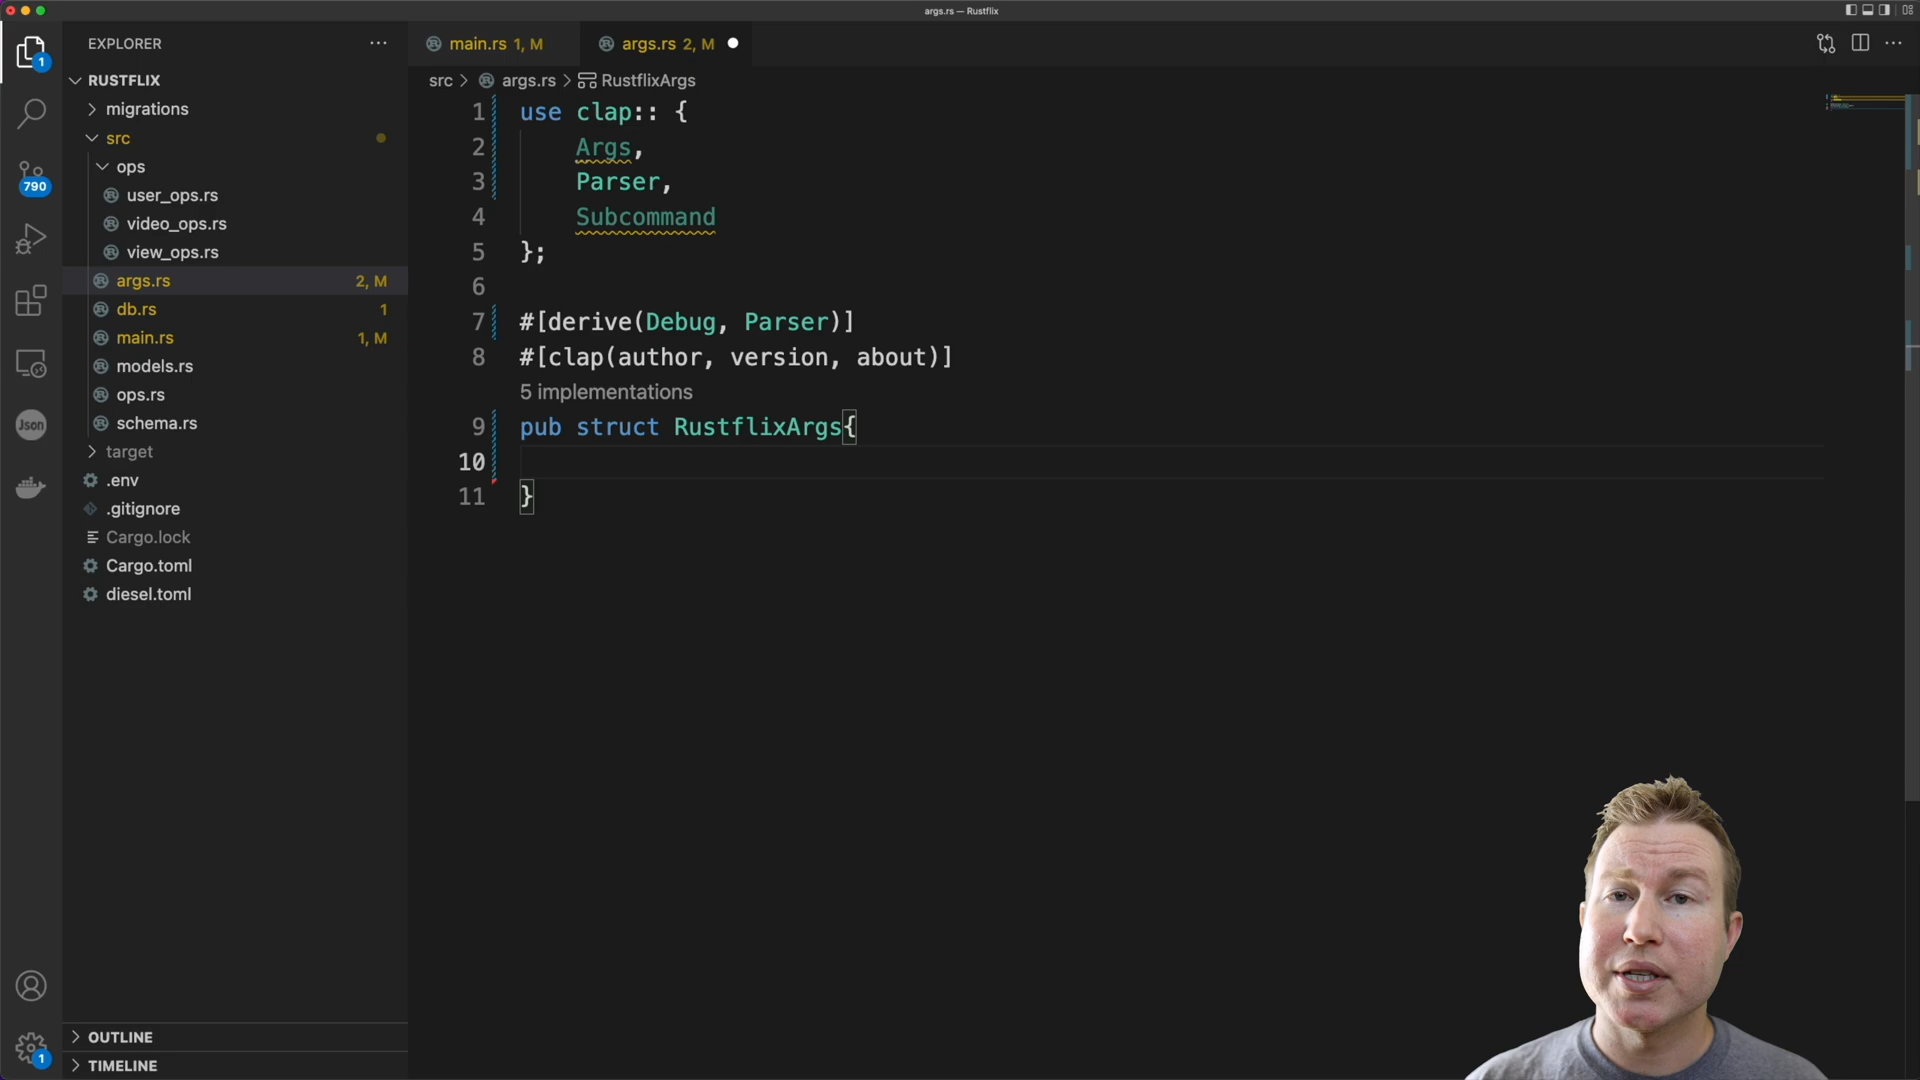 args.rs — Rustflix
EXPLORER
RUSTFLIX
migrations
src
ops
user_ops.rs
video_ops.rs
view_ops.rs
args.rs 2, M
db.rs 1
main.rs 1, M
models.rs
ops.rs
schema.rs
target
.env
.gitignore
Cargo.lock
Cargo.toml
diesel.toml
OUTLINE
TIMELINE
1
790
Json
1
main.rs 1, M
args.rs 2, M
src > args.rs > RustflixArgs
1 use clap:: {
2 Args,
3 Parser,
4 Subcommand
5 };
6
7 #[derive(Debug, Parser)]
8 #[clap(author, version, about)]
5 implementations
9 pub struct RustflixArgs{
10
11 }